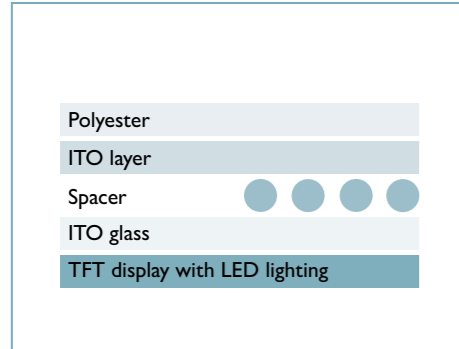 Polyester
ITO layer
Spacer
ITO glass
TFT display with LED lighting